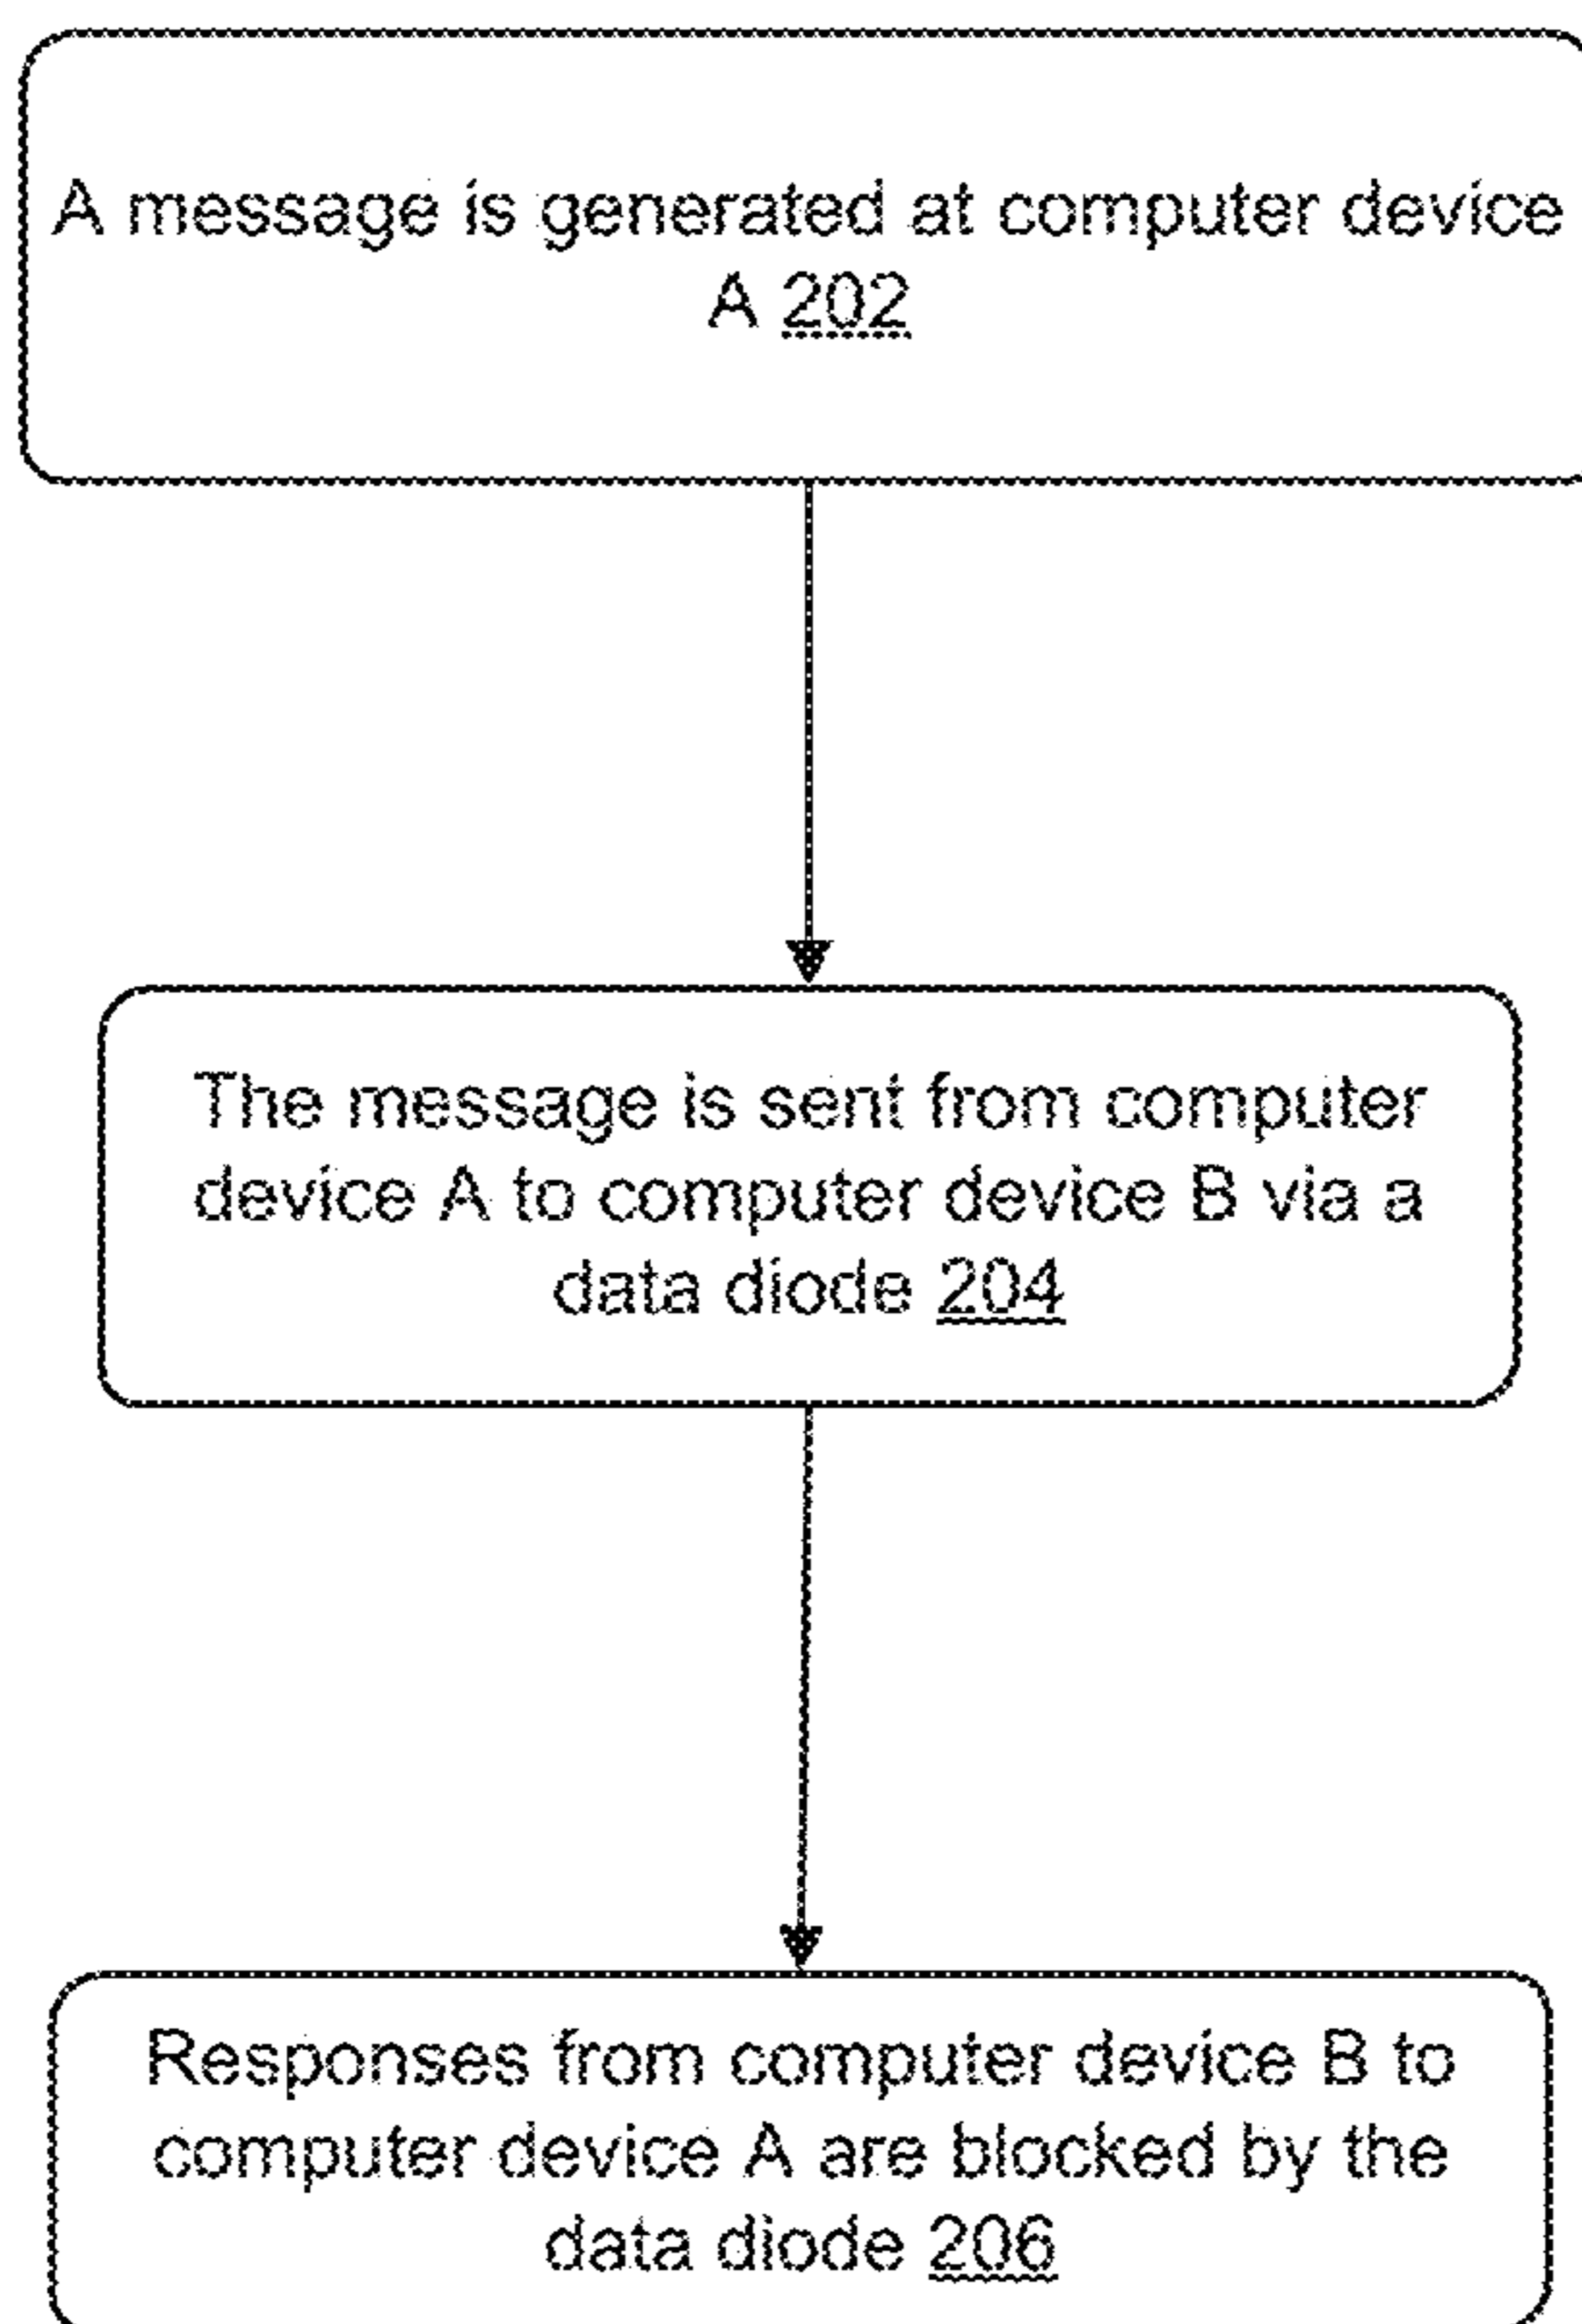 A message is generated at computer device
A 202
The message is sent from computer
device A to computer device B via a
data diode 204
Responses from computer device B to
computer device A are blocked by the
data diode 206